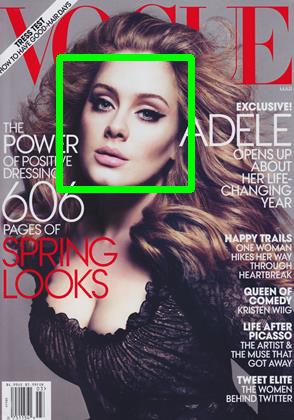 VOGUE
TRESS TEST
HOW TO HAVE GOOD-HAIR DAYS
MAR
EXCLUSIVE!
ADELE
OPENS UP
ABOUT
HER LIFE-
CHANGING
YEAR
THE
POWER
OF POSITIVE
DRESSING
606
PAGES OF
SPRING
LOOKS
HAPPY TRAILS
ONE WOMAN
HIKES HER WAY
THROUGH
HEARTBREAK
QUEEN OF
COMEDY
KRISTEN WIIG
LIFE AFTER
PICASSO
THE ARTIST &
THE MUSE THAT
GOT AWAY
TWEET ELITE
THE WOMEN
BEHIND TWITTER